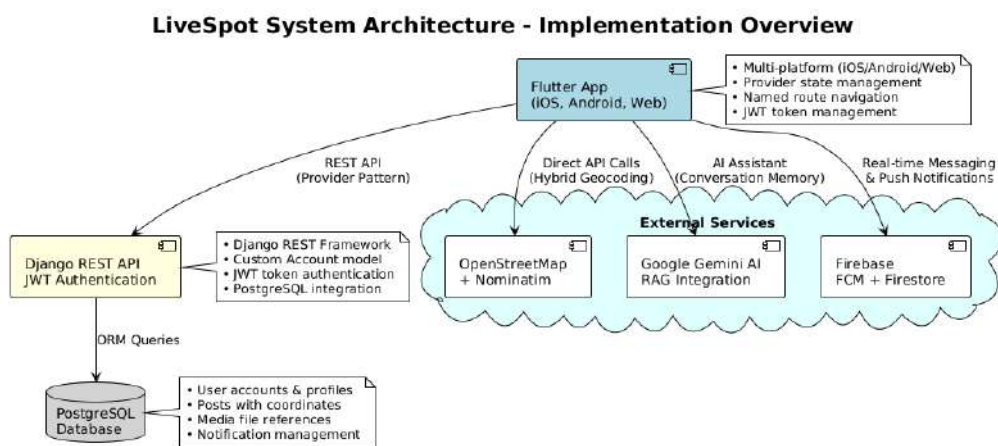 LiveSpot System Architecture - Implementation Overview
Flutter App
(iOS, Android, Web)
• Multi-platform (iOS/Android/Web)
• Provider state management
• Named route navigation
• JWT token management
REST API
(Provider Pattern)
Direct API Calls
(Hybrid Geocoding)
AI Assistant
(Conversation Memory)
Real-time Messaging
& Push Notifications
External Services
Django REST API
JWT Authentication
• Django REST Framework
• Custom Account model
• JWT token authentication
• PostgreSQL integration
OpenStreetMap
+ Nominatim
Google Gemini AI
RAG Integration
Firebase
FCM + Firestore
ORM Queries
PostgreSQL
Database
• User accounts & profiles
• Posts with coordinates
• Media file references
• Notification management